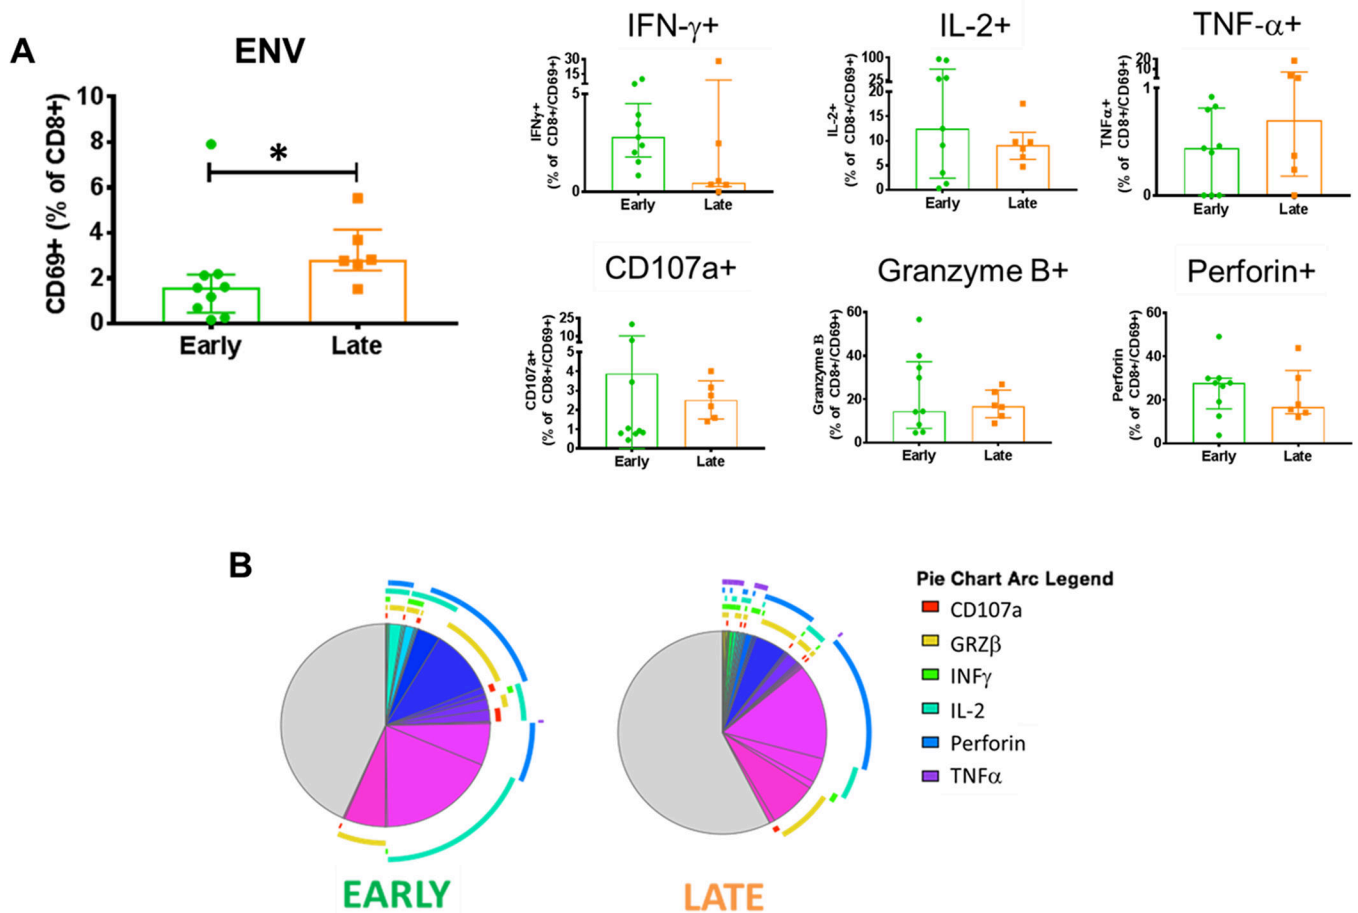 A
ENV
CD69+ (% of CD8+)
10
8
6
4
2
0
*
Early
Late
IFN-γ+
IFNγ+
(% of CD8+/CD69+)
30
15
5
0
Early
Late
IL-2+
IL-2+
(% of CD8+/CD69+)
100
25
20
15
10
5
0
Early
Late
TNF-α+
TNFα+
(% of CD8+/CD69+)
20
10
1
0
Early
Late
CD107a+
CD107a+
(% of CD8+/CD69+)
25
10
5
4
3
2
1
0
Early
Late
Granzyme B+
Granzyme B
(% of CD8+/CD69+)
60
40
20
0
Early
Late
Perforin+
Perforin
(% of CD8+/CD69+)
60
40
20
0
Early
Late
B
EARLY
LATE
Pie Chart Arc Legend
CD107a
GRZβ
INFγ
IL-2
Perforin
TNFα